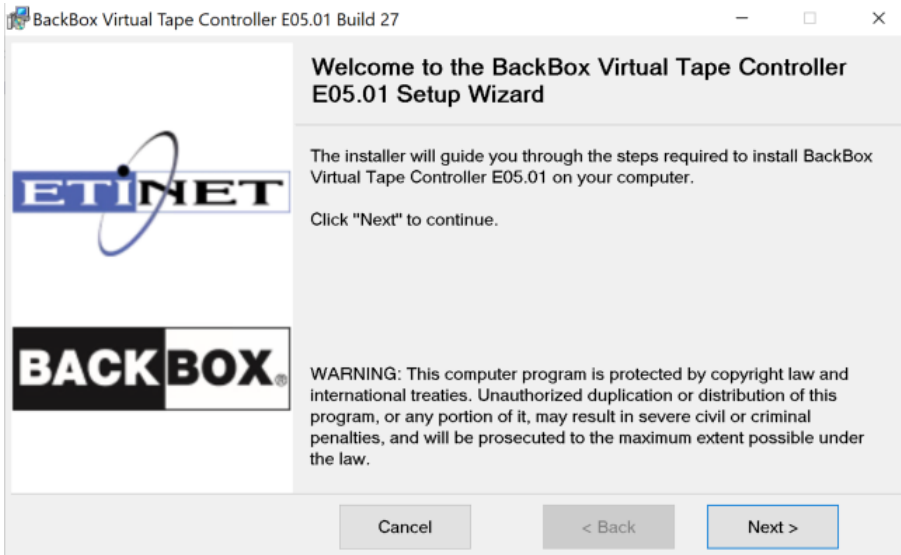 BackBox Virtual Tape Controller E05.01 Build 27
Welcome to the BackBox Virtual Tape Controller
E05.01 Setup Wizard
ETINET
The installer will guide you through the steps required to install BackBox
Virtual Tape Controller E05.01 on your computer.
Click "Next" to continue.
BACKBOX®
WARNING: This computer program is protected by copyright law and
international treaties. Unauthorized duplication or distribution of this
program, or any portion of it, may result in severe civil or criminal
penalties, and will be prosecuted to the maximum extent possible under
the law.
Cancel
< Back
Next >